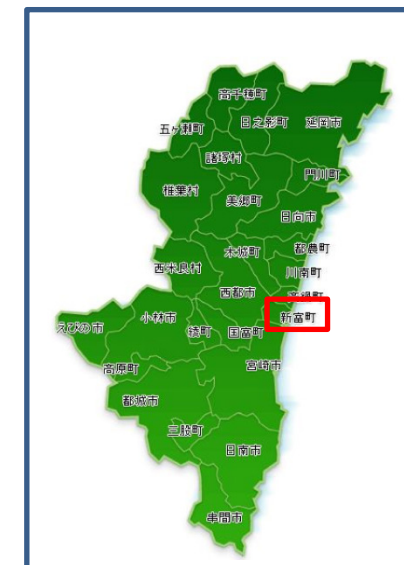 高千穂町
日之影町
延岡市
五ヶ瀬町
諸塚村
門川町
椎葉村
美郷町
日向市
木城町
都農町
西米良村
川南町
西都市
高鍋町
新富町
えびの市
小林市
綾町
国富町
高原町
宮崎市
都城市
三股町
日南市
串間市